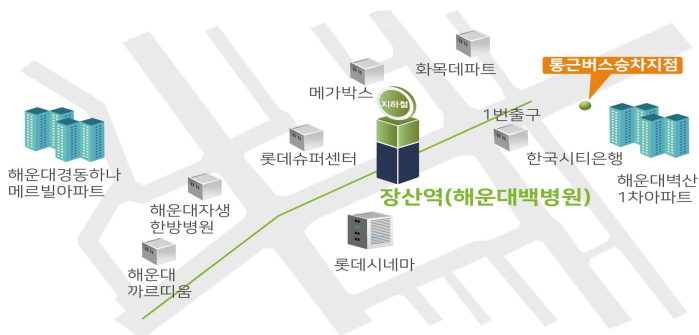 화목데파트
통근버스승차지점
메가박스
지하철
1번출구
롯데슈퍼센터
한국시티은행
해운대경동하나
메르빌아파트
해운대벽산
1차아파트
장산역(해운대백병원)
해운대자생
한방병원
롯데시네마
해운대
까르띠움